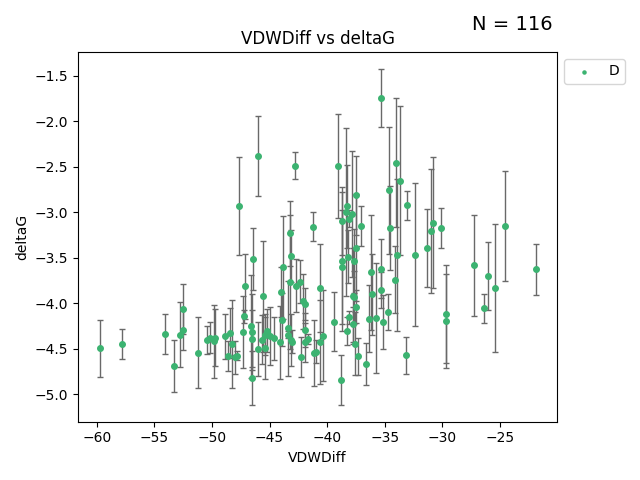 N = 116
VDWDiff vs deltaG
D
−1.5
−2.0
−2.5
−3.0
−3.5
−4.0
−4.5
−5.0
deltaG
−60 −55 −50 −45 −40 −35 −30 −25
VDWDiff